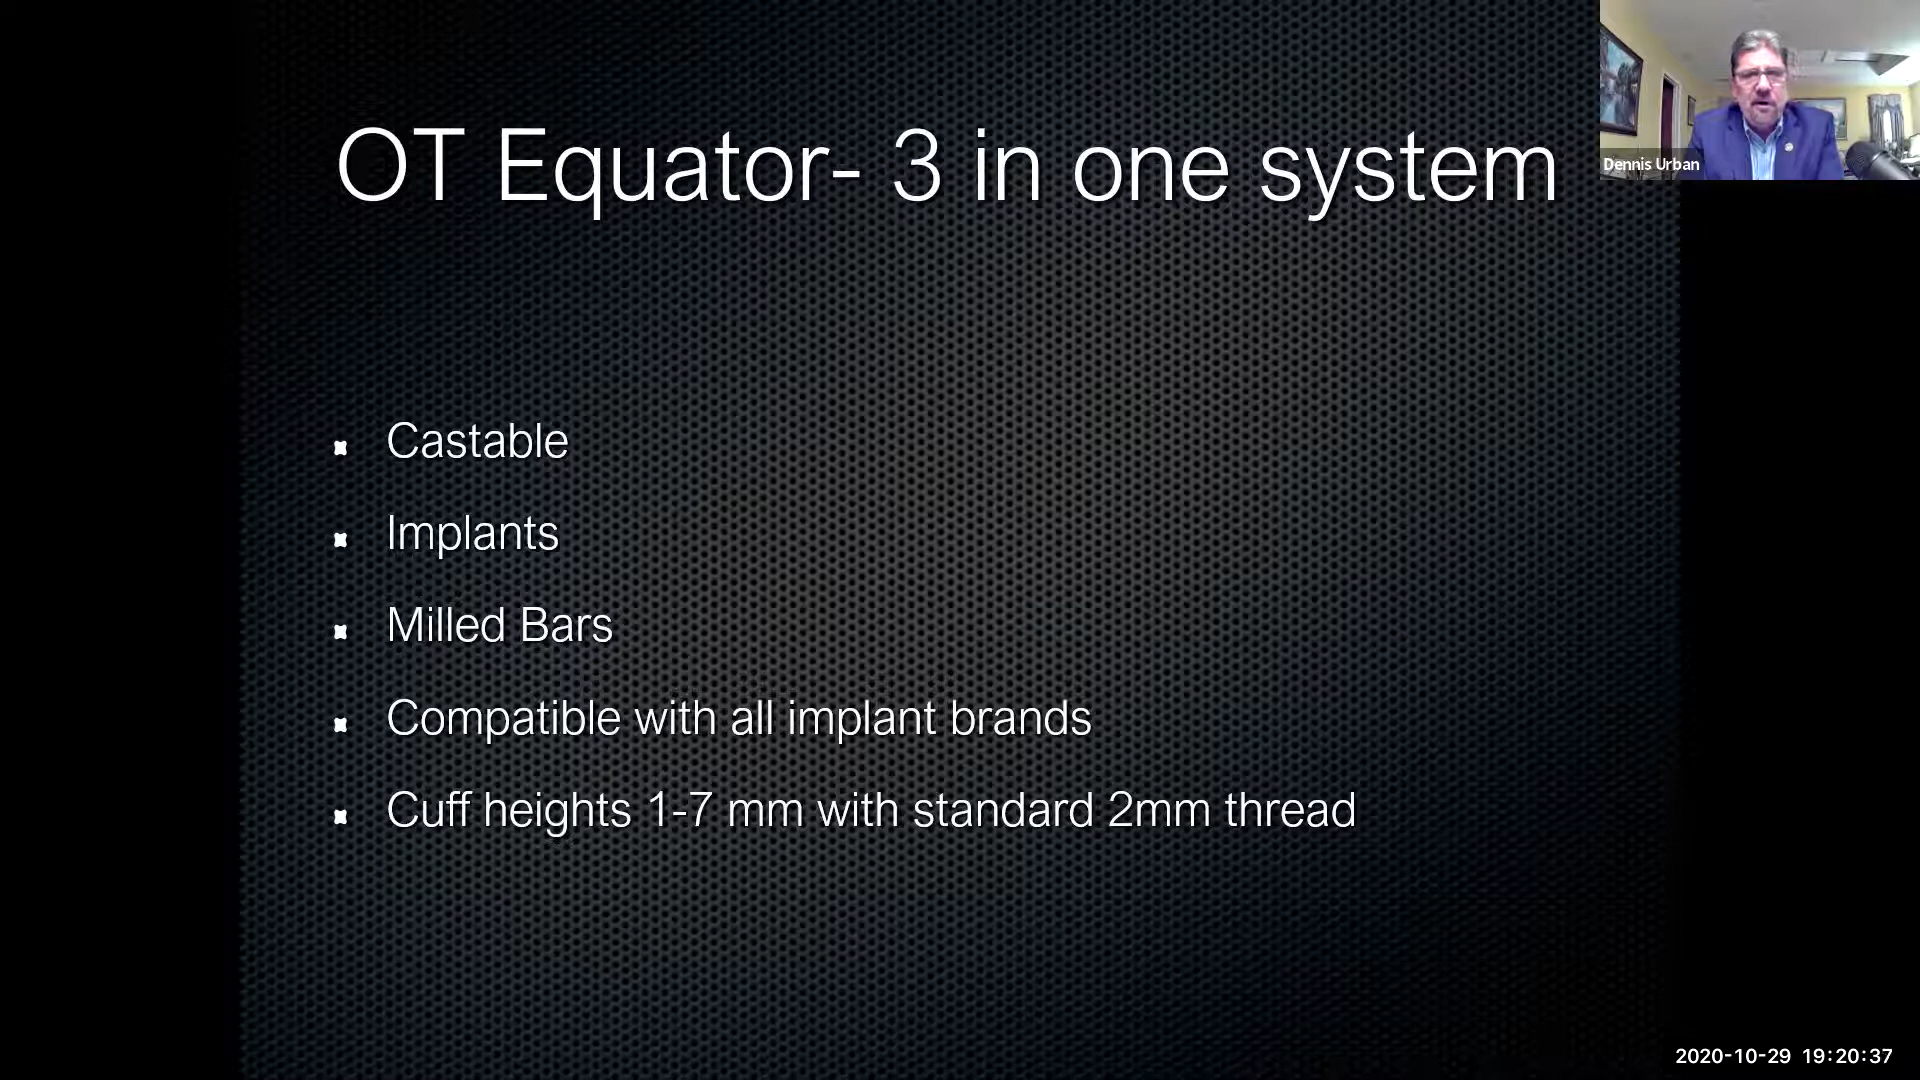 OT Equator- 3 in one system
Dennis Urban
Castable
Implants
Milled Bars
Compatible with all implant brands
Cuff heights 1-7 mm with standard 2mm thread
2020-10-29 19:20:37